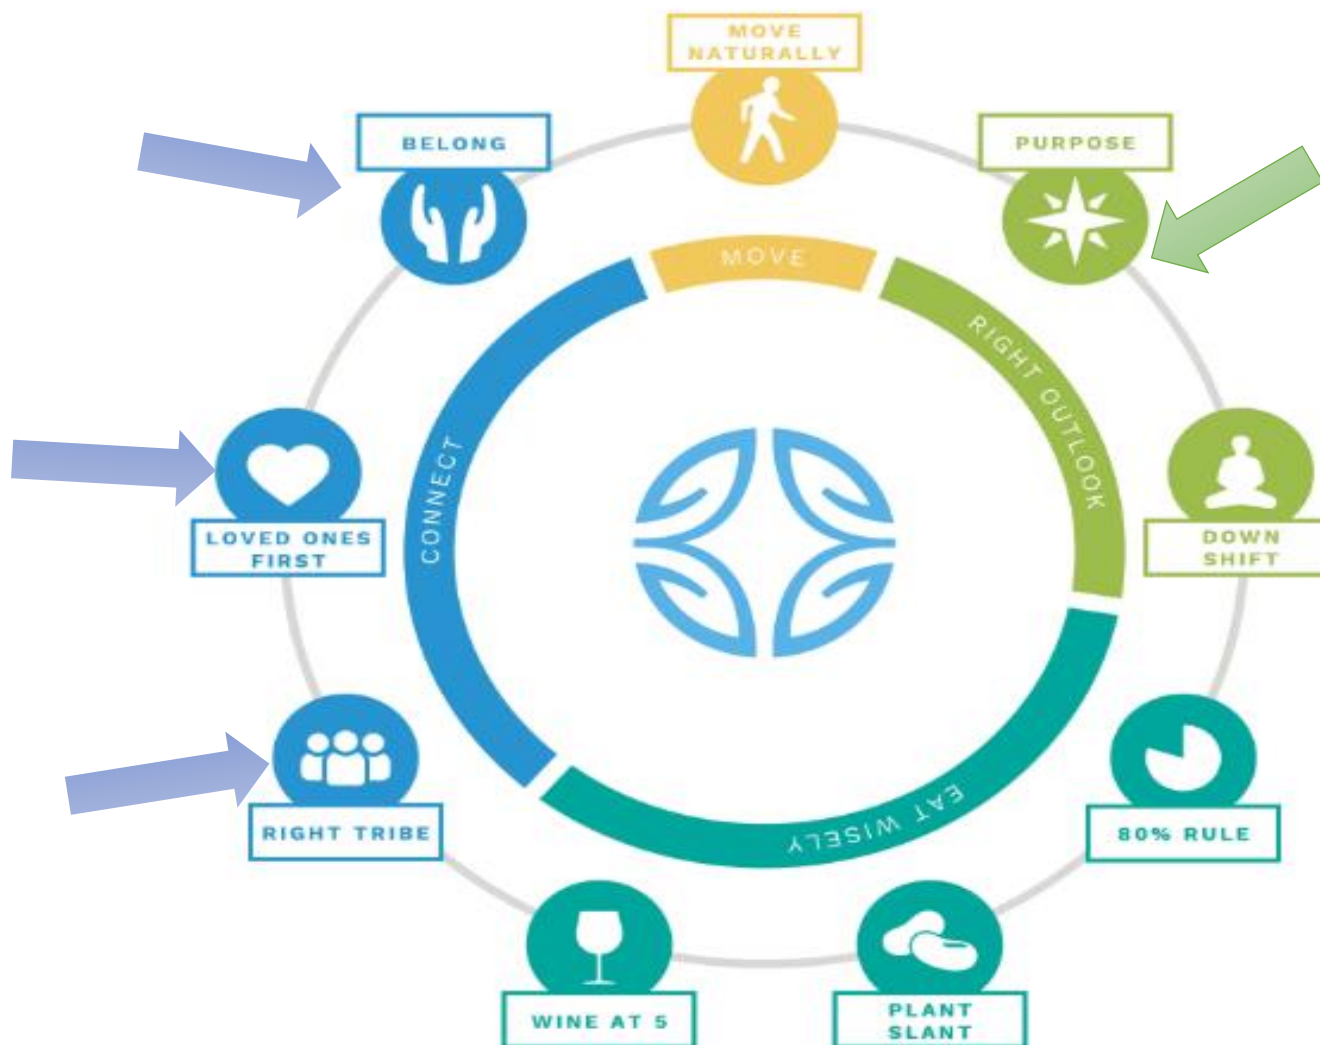 MOVE
NATURALLY
BELONG
PURPOSE
MOVE
RIGHT OUTLOOK
CONNECT
LOVED ONES
FIRST
DOWN
SHIFT
RIGHT TRIBE
80% RULE
EAT WISELY
WINE AT 5
PLANT
SLANT